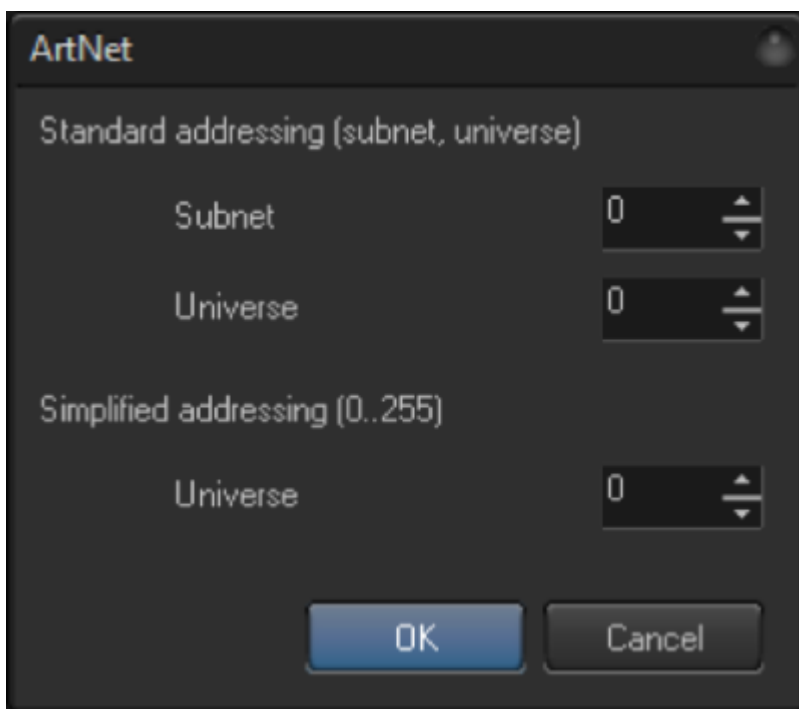 ArtNet
Standard addressing (subnet, universe)
Subnet 0
Universe 0
Simplified addressing (0..255)
Universe 0
OK Cancel